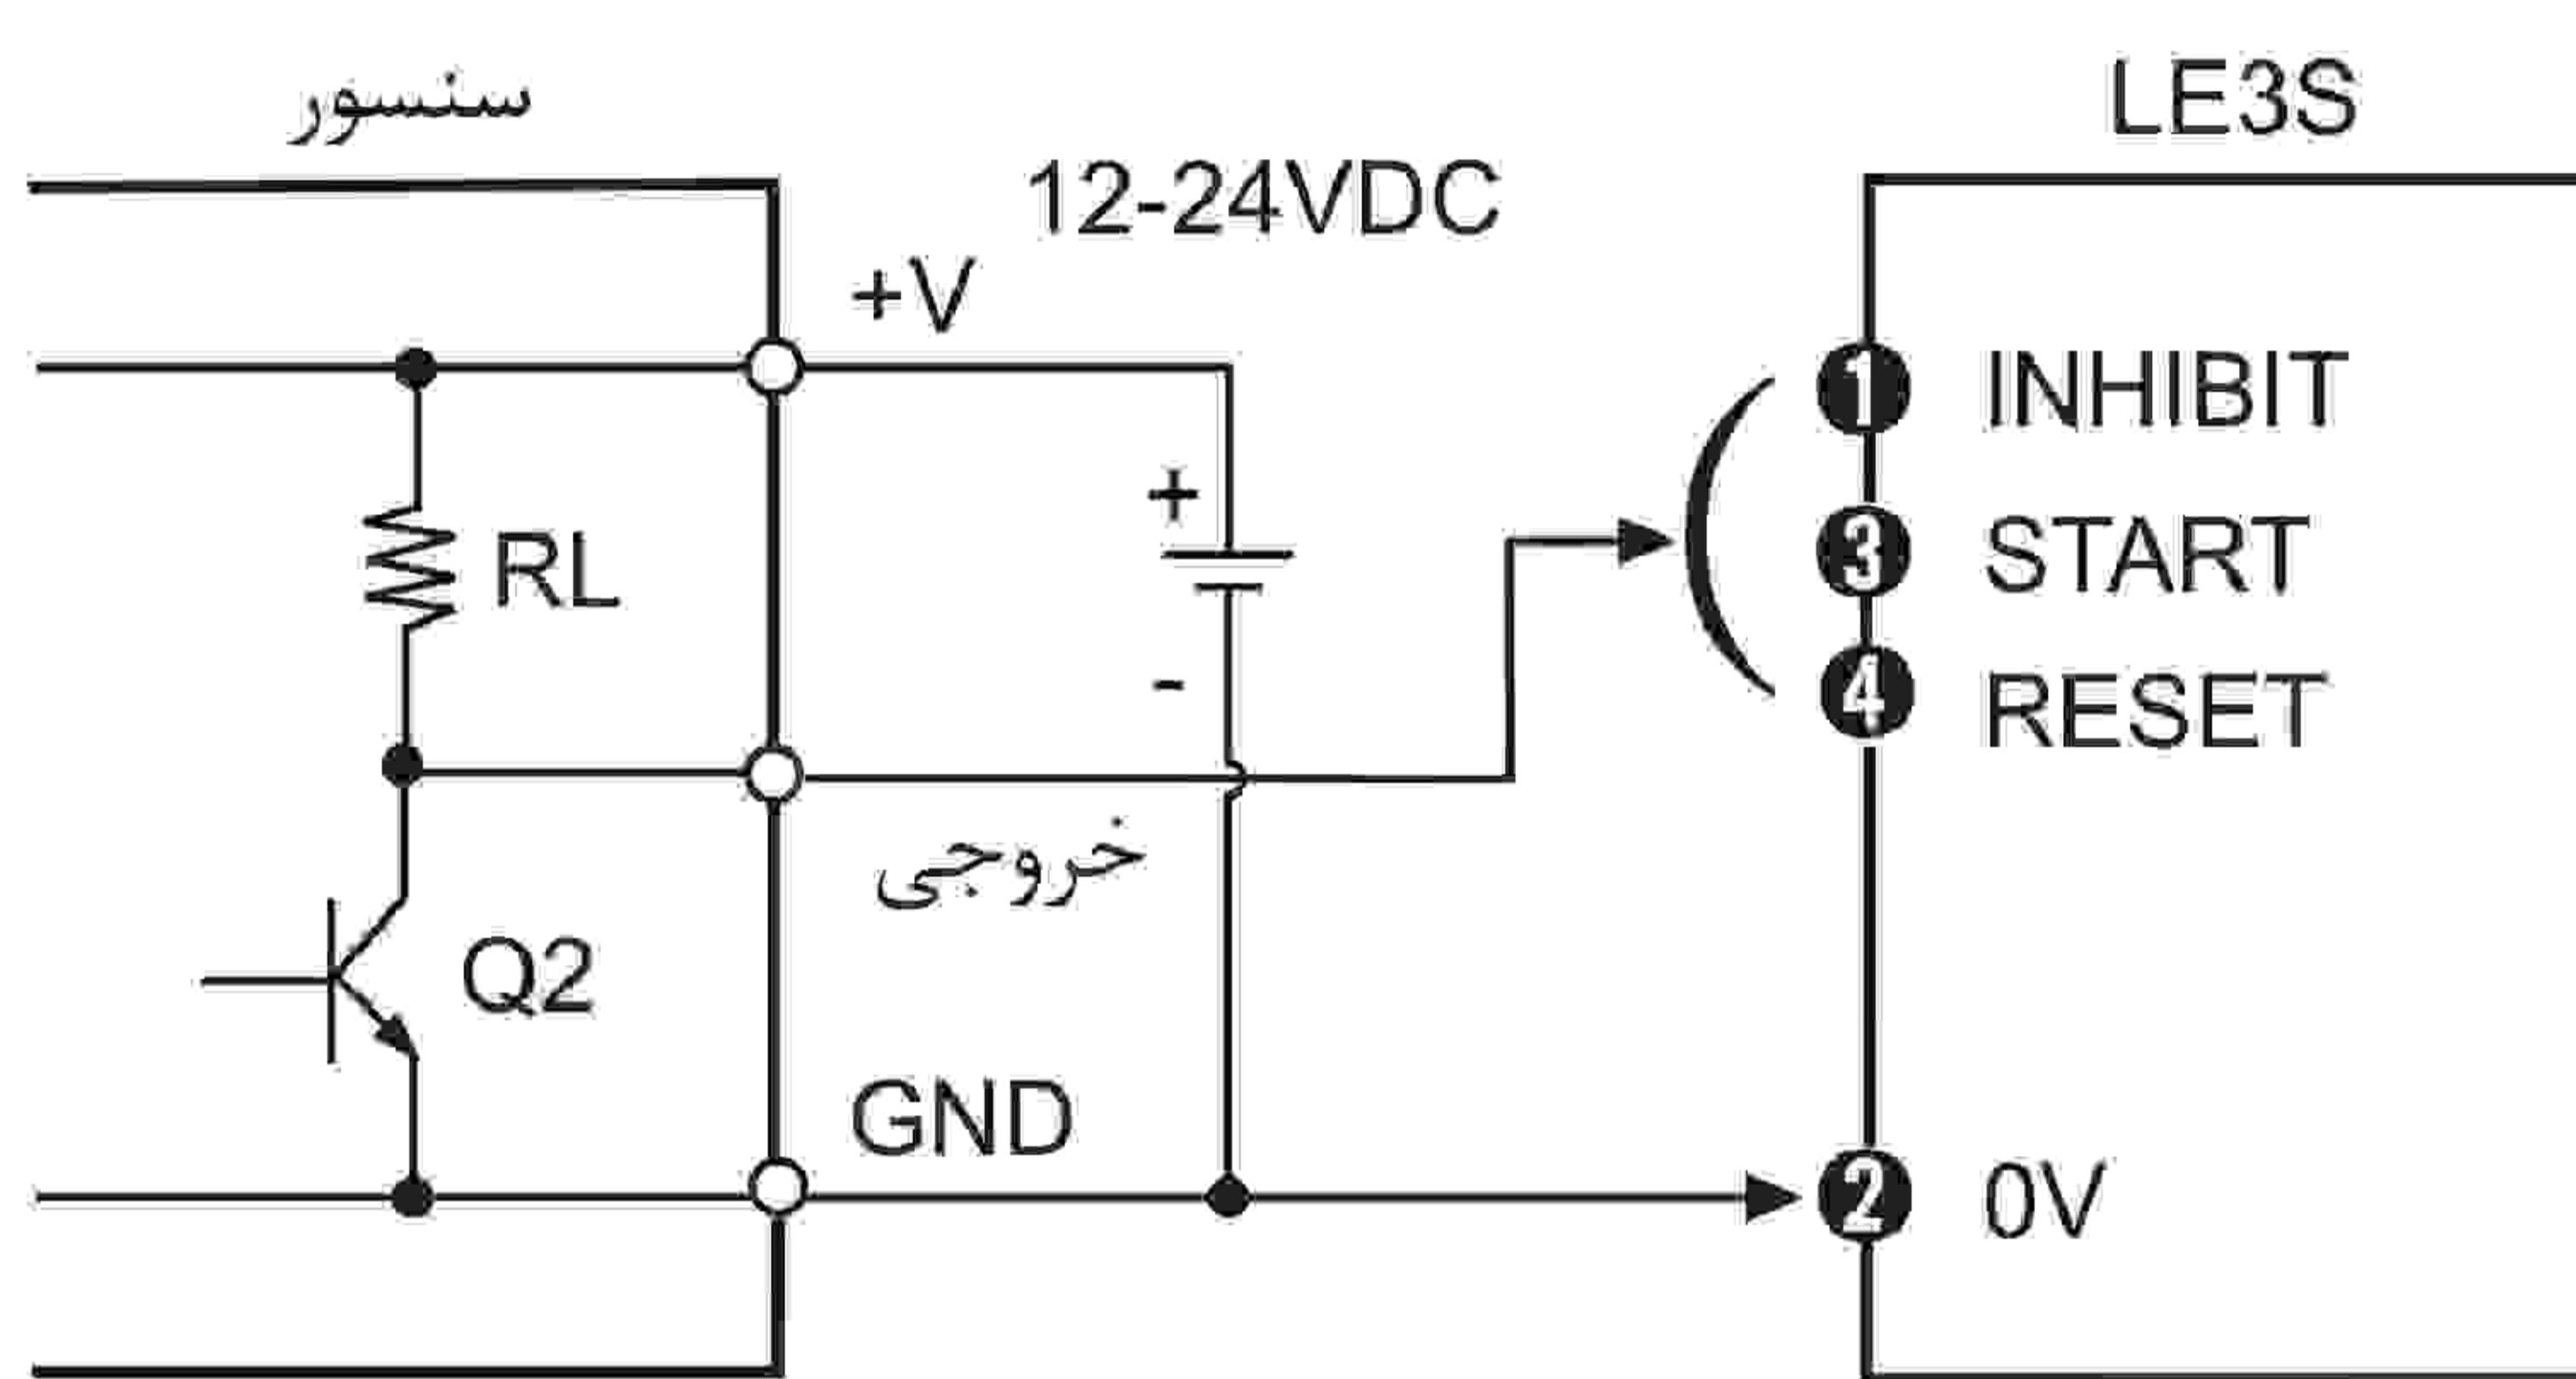 سنسور
LE3S
12-24VDC
+V
1 INHIBIT
+
3 START
RL
-
4 RESET
خروجی
Q2
GND
2 0V